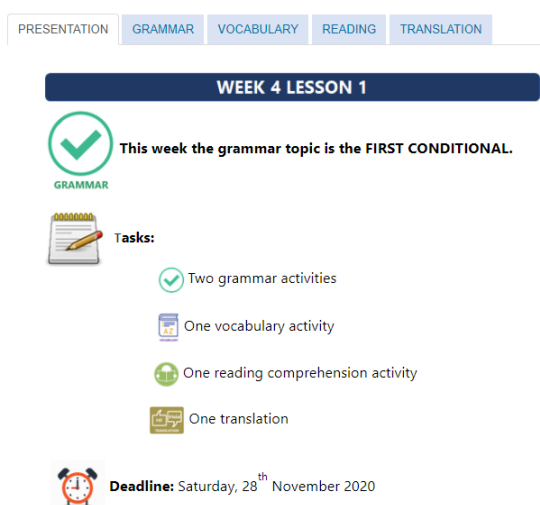 PRESENTATION GRAMMAR VOCABULARY READING TRANSLATION
WEEK 4 LESSON 1
This week the grammar topic is the FIRST CONDITIONAL.
GRAMMAR
Tasks:
Two grammar activities
One vocabulary activity
One reading comprehension activity
One translation
Deadline: Saturday, 28th November 2020